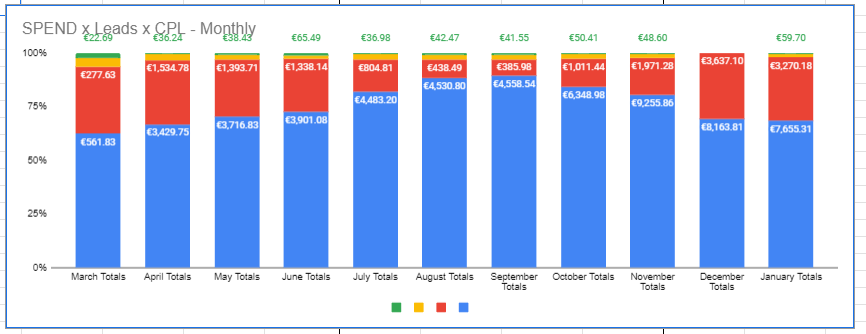 SPEND x Leads x CPL - Monthly
€22.69 €36.24 €38.43 €65.49 €36.98 €42.47 €41.55 €50.41 €48.60 €59.70
100%
€277.63 €1,534.78 €1,393.71 €1,338.14 €804.81 €438.49 €385.98 €1,011.44 €1,971.28 €3,637.10 €3,270.18
75%
€561.83 €3,429.75 €3,716.83 €3,901.08 €4,483.20 €4,530.80 €4,558.54 €6,348.98 €9,255.86 €8,163.81 €7,655.31
50%
25%
0%
March Totals April Totals May Totals June Totals July Totals August Totals September Totals October Totals November Totals December Totals January Totals